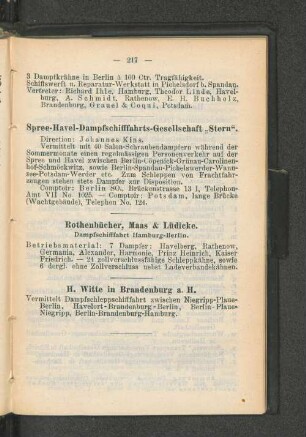 — 211 —
3 Dampfkrähne in Berlin à 100 Ctr. Tragfähigkeit.
Schiffswerft u. Reparatur-Werkstatt in Pichelsdorf b. Spandau.
Vertreter: Richard Ihle, Hamburg, Theodor Linde, Havel-
burg, A. Schmidt, Rathenow, E. H. Buchholz,
Brandenburg, Granel & Coqui, Potsdam.
Spree-Havel-Dampfschifffahrts-Gesellschaft „Stern“.
Direktor: Johannes Kiss.
Vermittelt mit 40 Salon-Schraubendampfern während der
Sommermonate einen regelmässigen Personenverkehr auf der
Spree und Havel zwischen Berlin-Cöpenick-Grünau-Carolinen-
hof-Schmöckwitz, sowie Berlin-Spandau-Pichelswerder-Wann-
see-Potsdam-Werder etc. Zum Schleppen von Frachtfahr-
zeugen stehen stets Dampfer zur Disposition.
Comptoir: Berlin SO., Brückenstrasse 13 I, Telephon-
Amt VII No. 1025. — Comptoir: Potsdam, lange Brücke
(Wachtgebäude), Telephon No. 124.
Rothenbücher, Maas & Lüdicke.
Dampfschifffahrt Hamburg-Berlin.
Betriebsmaterial: 7 Dampfer: Havelberg, Rathenow,
Germania, Alexander, Harmonie, Prinz Heinrich, Kaiser
Friedrich. — 24 zollverschlussfähige Schleppkähne, sowie
6 dergl. ohne Zollverschluss nebst Ladeverbandskähnen.
H. Witte in Brandenburg a. H.
Vermittelt Dampfschleppschifffahrt zwischen Niegripp-Plaue-
Berlin, Havelort-Brandenburg-Berlin, Berlin-Plaue-
Niegripp, Berlin-Brandenburg-Hamburg.